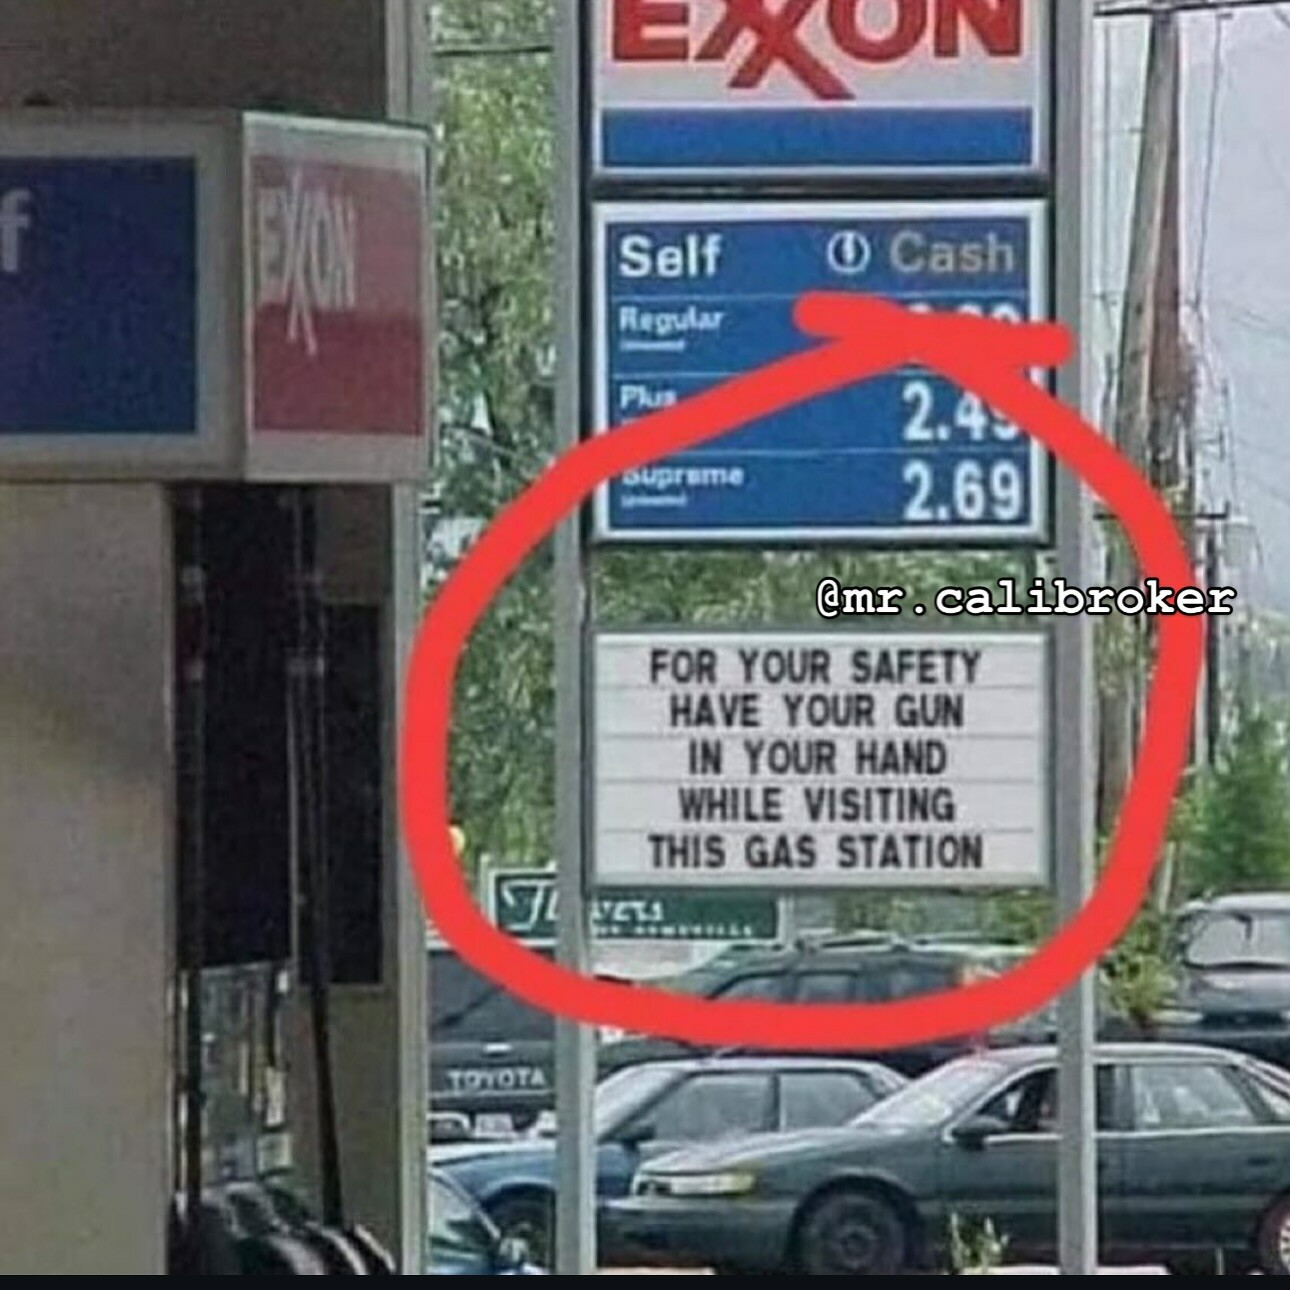 EXXON
f
EXXON
Self Cash
Regular
Plus
Supreme 2.69
@mr.calibroker
FOR YOUR SAFETY
HAVE YOUR GUN
IN YOUR HAND
WHILE VISITING
THIS GAS STATION
TOYOTA